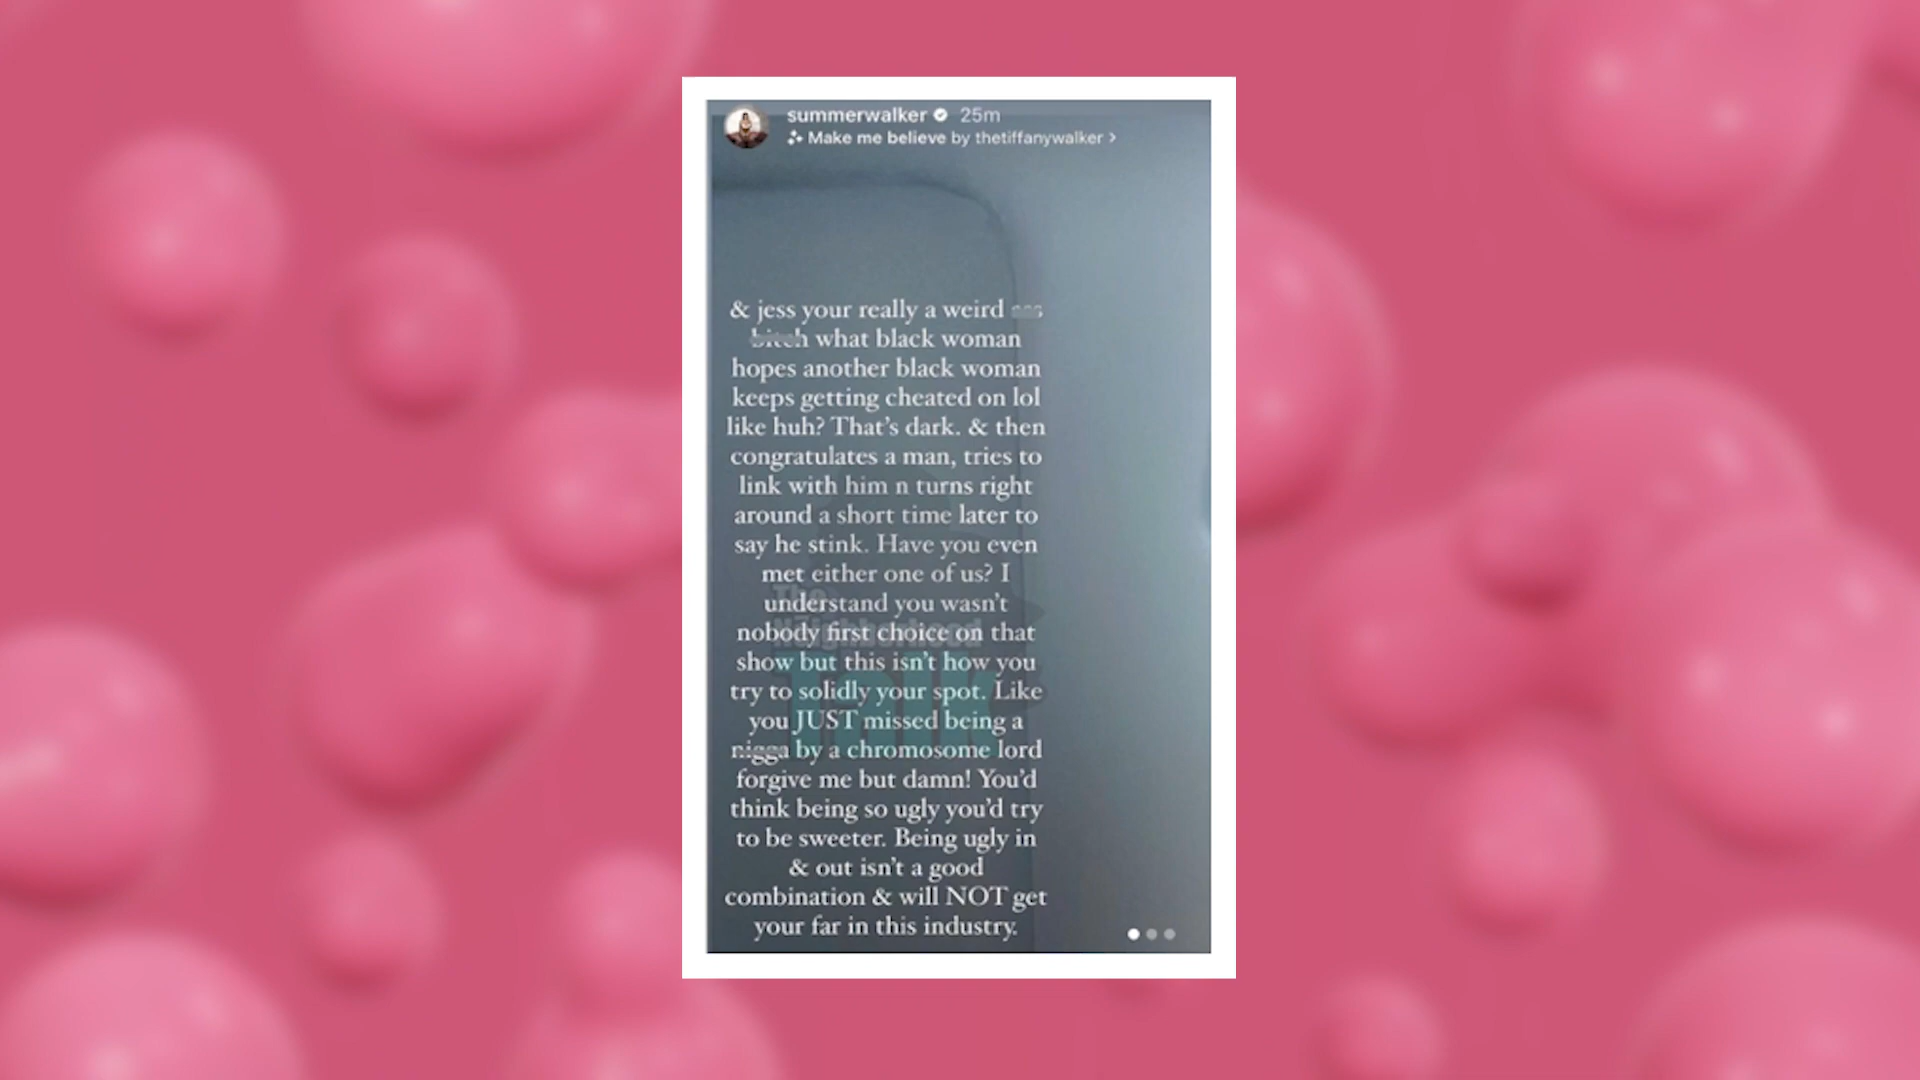 summerwalker 25m
Make me believe by thetiffanywalker >
& jess your really a weird ass
bitch what black woman
hopes another black woman
keeps getting cheated on lol
like huh? That's dark. & then
congratulates a man, tries to
link with him n turns right
around a short time later to
say he stink. Have you even
met either one of us? I
understand you wasn't
nobody first choice on that
show but this isn't how you
try to solidly your spot. Like
you JUST missed being a
nigga by a chromosome lord
forgive me but damn! You'd
think being so ugly you'd try
to be sweeter. Being ugly in
& out isn't a good
combination & will NOT get
your far in this industry.
The
Neighborhood
Talk